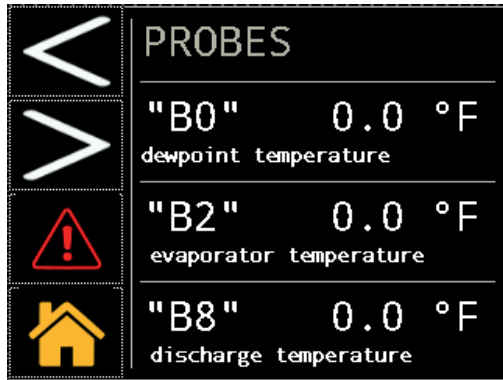 PROBES
"B0" 0.0 °F
dewpoint temperature
"B2" 0.0 °F
evaporator temperature
"B8" 0.0 °F
discharge temperature